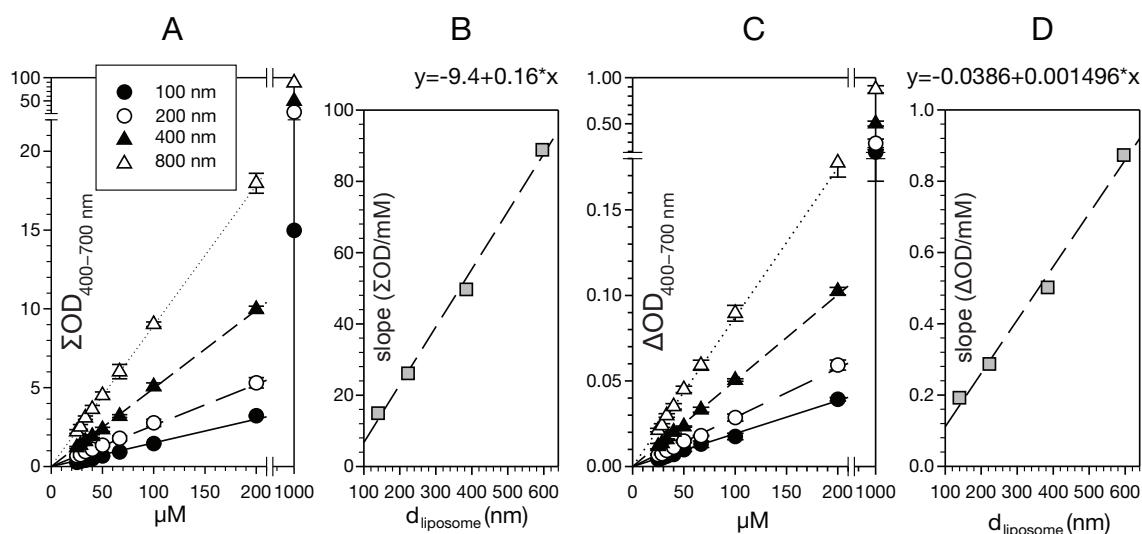 A
B
C
D
y=-9.4+0.16*x
y=-0.0386+0.001496*x
100 nm
200 nm
400 nm
800 nm
ΣOD400–700 nm
100
50
20
15
10
5
0
0 50 100 150 200 1000
µM
slope (ΣOD/mM)
100
80
60
40
20
0
100 200 300 400 500 600
dliposome (nm)
ΔOD400–700 nm
1.00
0.50
0.15
0.10
0.05
0.00
0 50 100 150 200 1000
µM
slope (ΔOD/mM)
1.0
0.8
0.6
0.4
0.2
0.0
100 200 300 400 500 600
dliposome (nm)